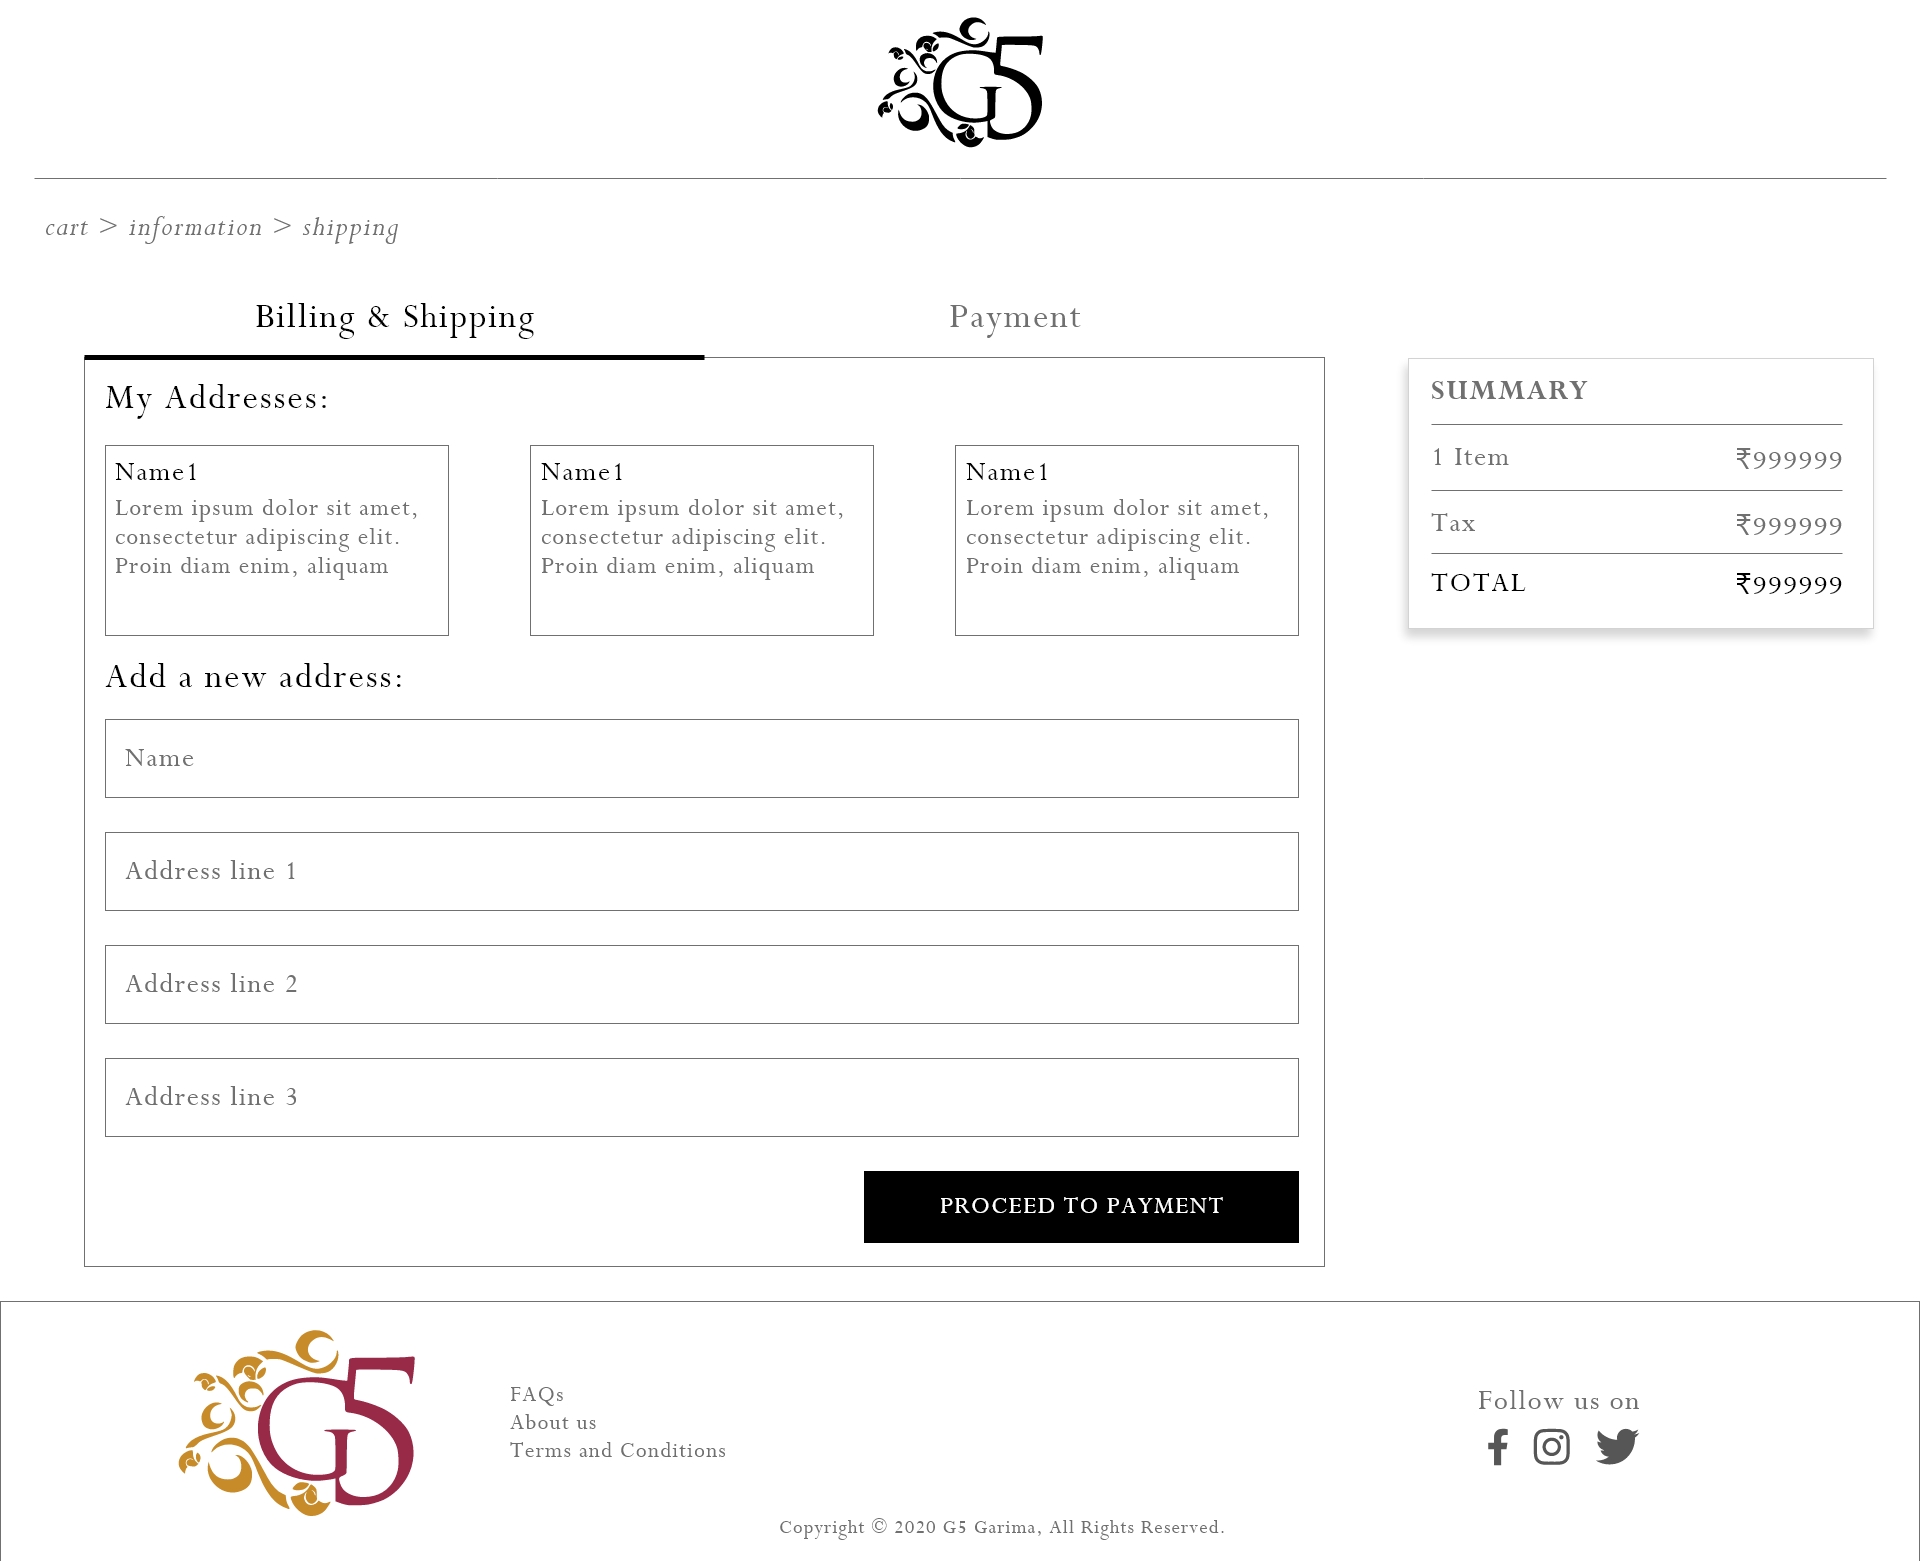 G5
cart > information > shipping
Billing & Shipping
Payment
My Addresses:
Name1
Lorem ipsum dolor sit amet,
consectetur adipiscing elit.
Proin diam enim, aliquam
Name1
Lorem ipsum dolor sit amet,
consectetur adipiscing elit.
Proin diam enim, aliquam
Name1
Lorem ipsum dolor sit amet,
consectetur adipiscing elit.
Proin diam enim, aliquam
SUMMARY
1 Item ₹999999
Tax ₹999999
TOTAL ₹999999
Add a new address:
Name
Address line 1
Address line 2
Address line 3
PROCEED TO PAYMENT
G5
FAQs
About us
Terms and Conditions
Follow us on
Copyright © 2020 G5 Garima, All Rights Reserved.